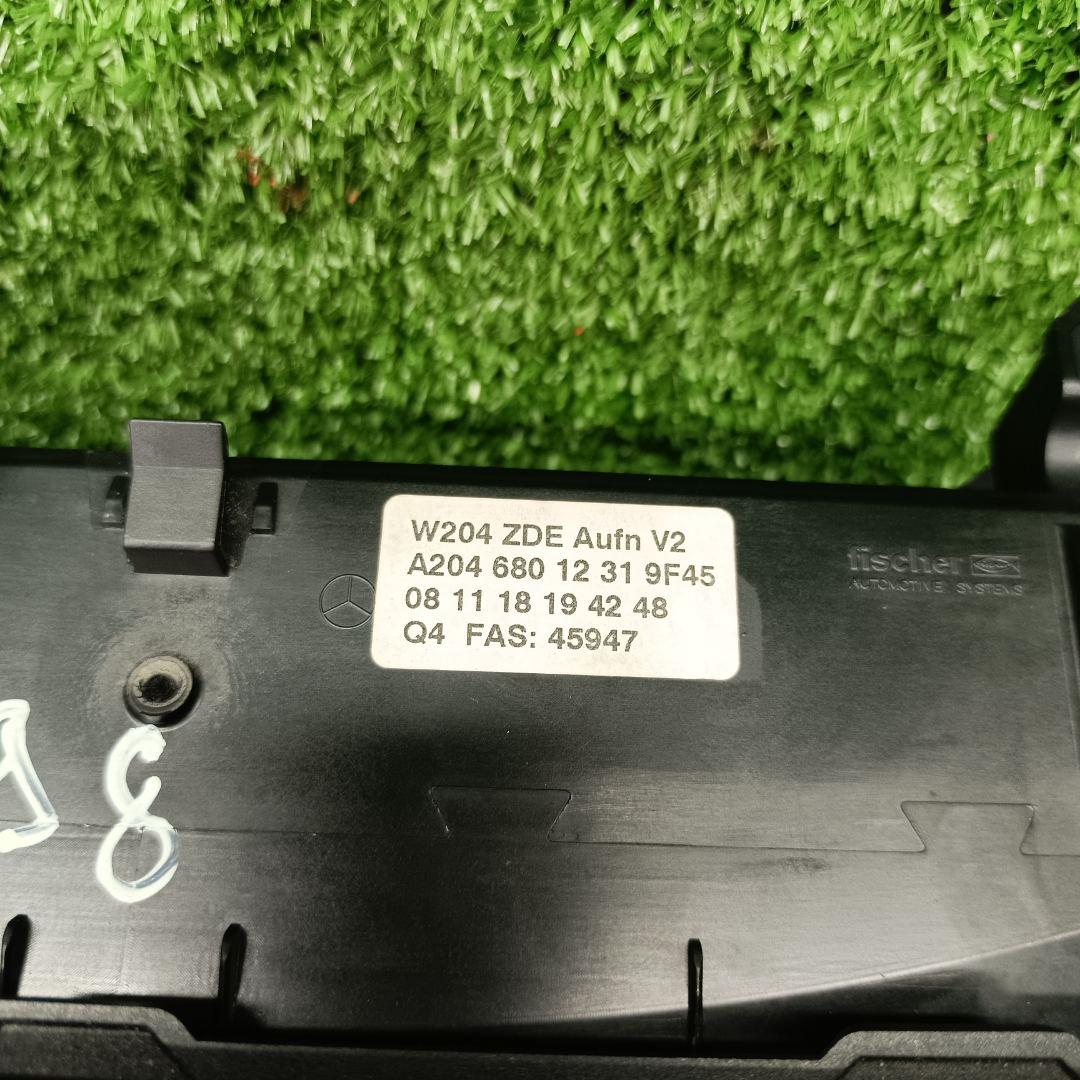 W204 ZDE Aufn V2
A204 680 12 31 9F45
08 11 18 19 42 48
Q4 FAS: 45947
fischer
AUTOMOTIVE SYSTEMS
8